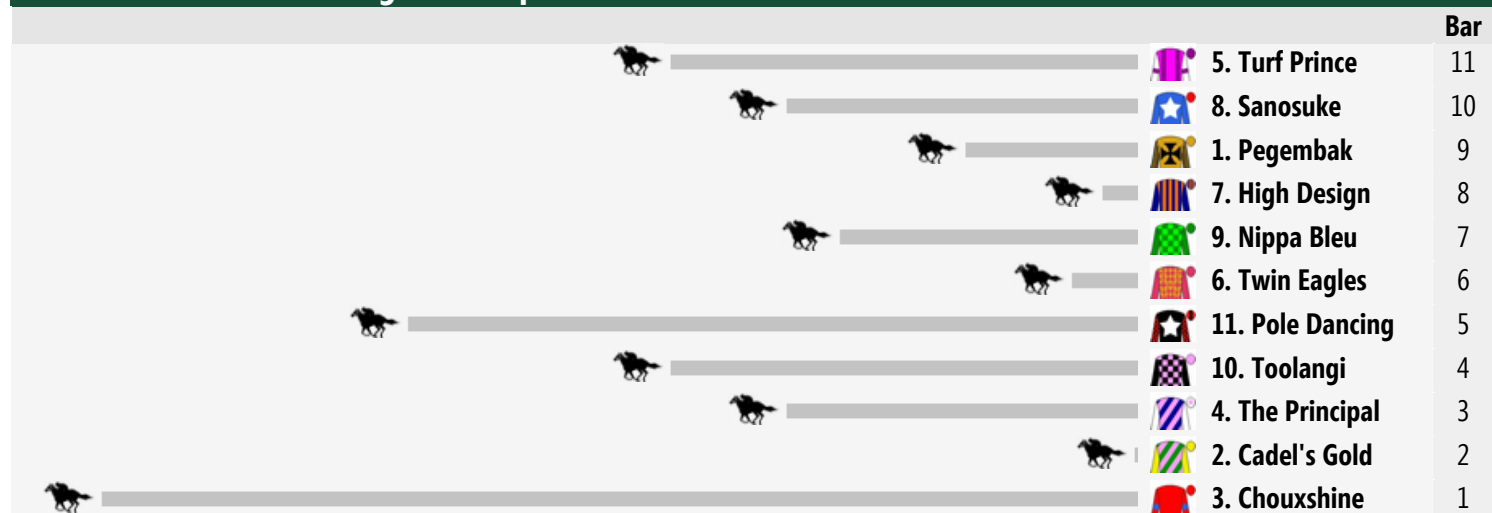 Bar
5. Turf Prince 11
8. Sanosuke 10
1. Pegembak 9
7. High Design 8
9. Nippa Bleu 7
6. Twin Eagles 6
11. Pole Dancing 5
10. Toolangi 4
4. The Principal 3
2. Cadel's Gold 2
3. Chouxshine 1